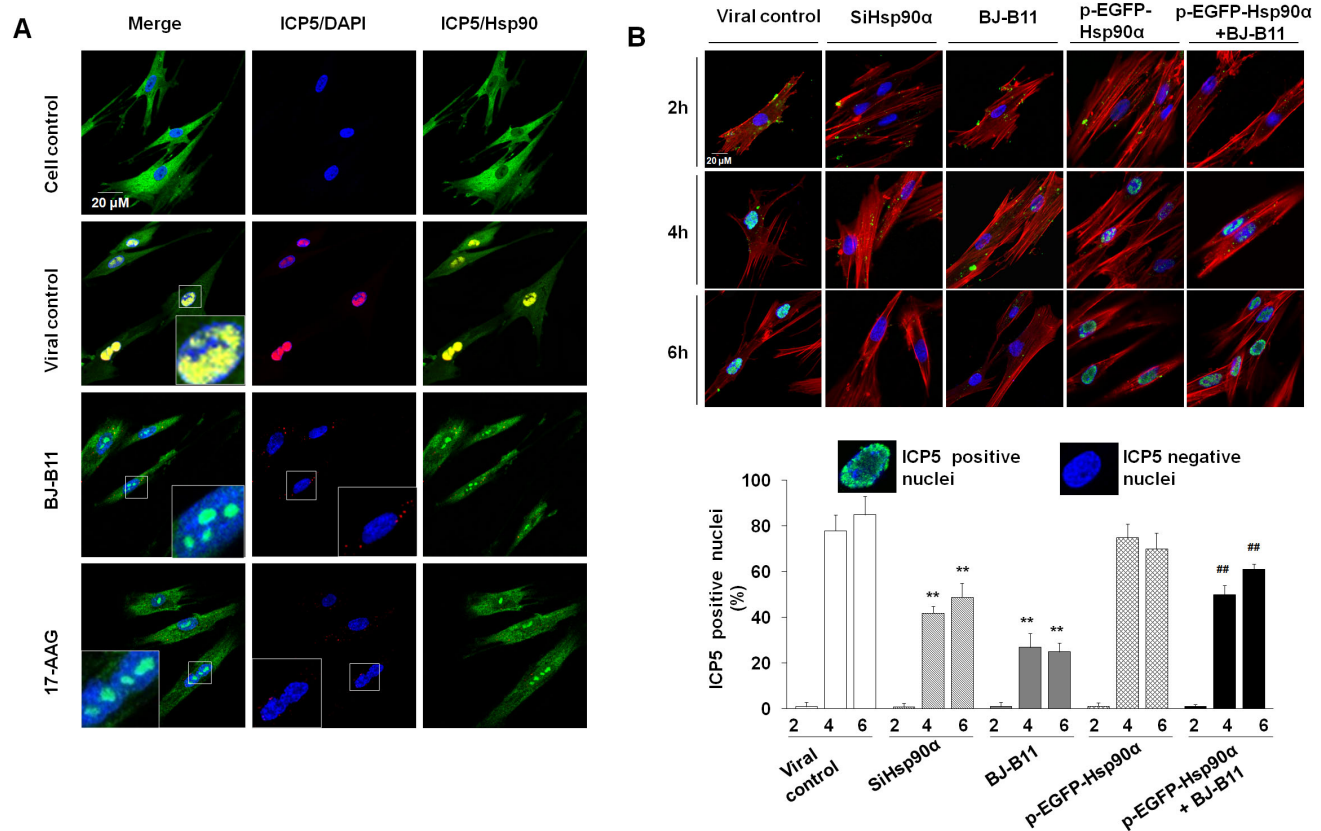 A
Merge
ICP5/DAPI
ICP5/Hsp90
Cell control
20 µM
Viral control
BJ-B11
17-AAG
B
Viral control
SiHsp90α
BJ-B11
p-EGFP-
Hsp90α
p-EGFP-Hsp90α
+BJ-B11
2h
20 µM
4h
6h
ICP5 positive
nuclei
ICP5 negative
nuclei
ICP5 positive nuclei
(%)
100
80
60
40
20
0
** ** ** ** ## ##
2 4 6 2 4 6 2 4 6 2 4 6 2 4 6
Viral
control
SiHsp90α
BJ-B11
p-EGFP-Hsp90α
p-EGFP-Hsp90α
+ BJ-B11